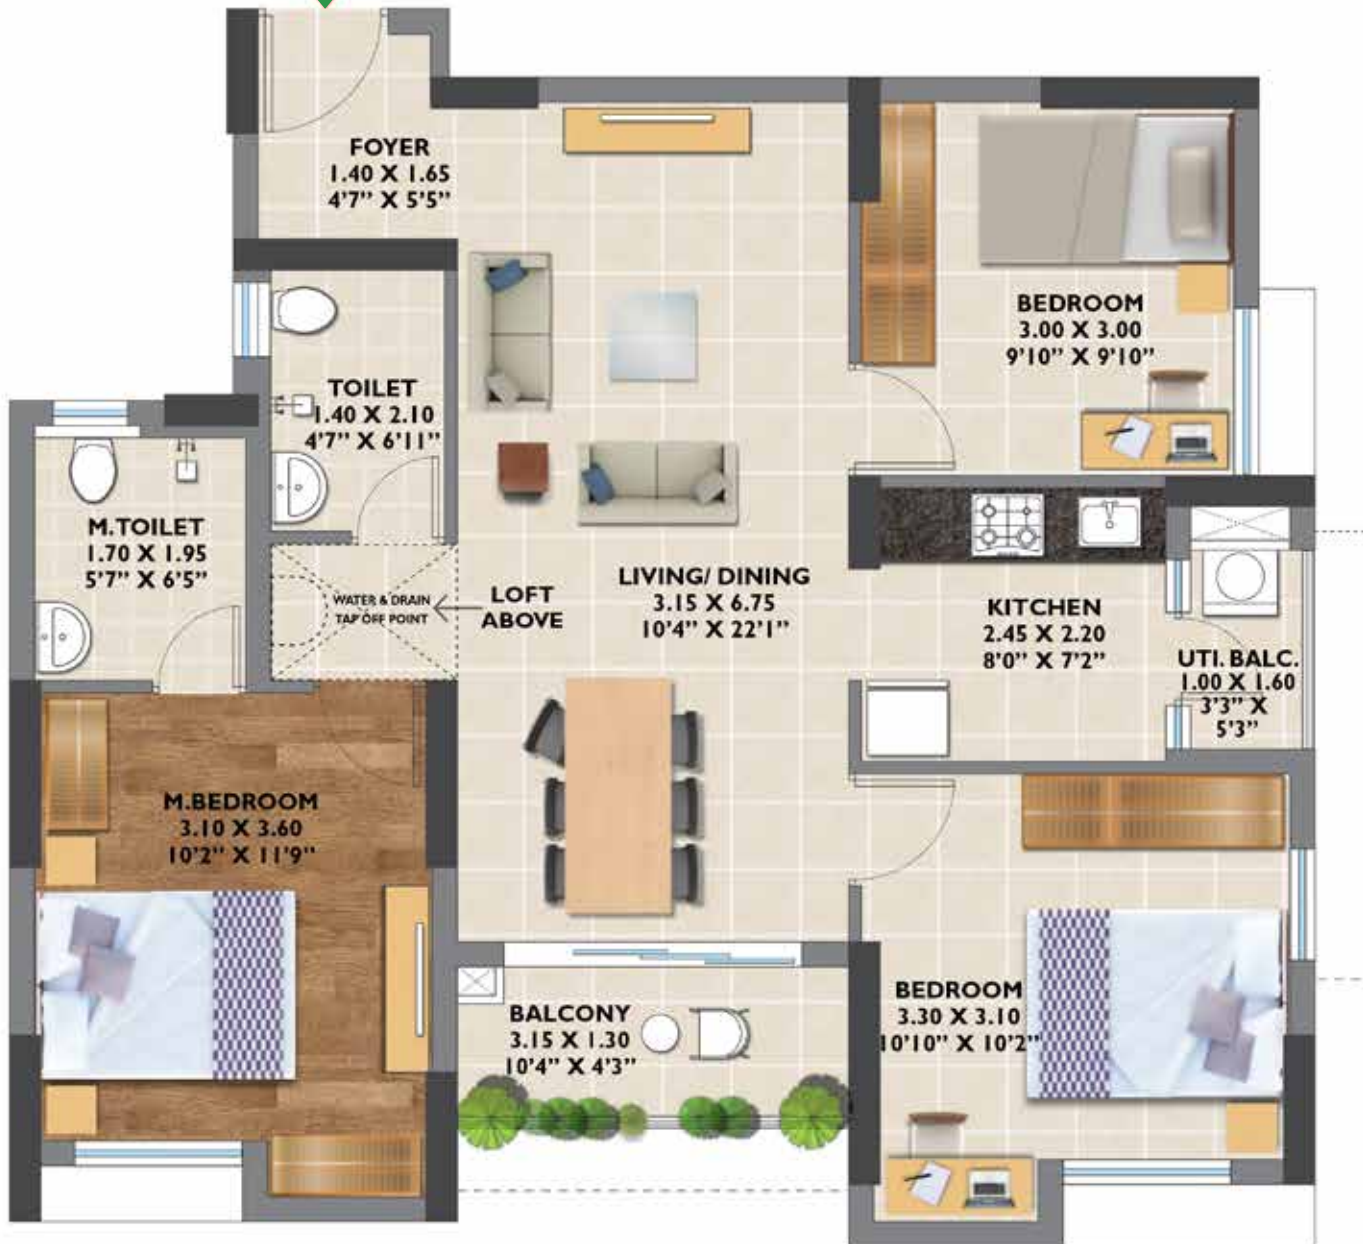 FOYER
1.40 X 1.65
4'7" X 5'5"
BEDROOM
3.00 X 3.00
9'10" X 9'10"
TOILET
1.40 X 2.10
4'7" X 6'11"
M.TOILET
1.70 X 1.95
5'7" X 6'5"
WATER & DRAIN
TAP OFF POINT
LOFT
ABOVE
LIVING/ DINING
3.15 X 6.75
10'4" X 22'1"
KITCHEN
2.45 X 2.20
8'0" X 7'2"
UTI. BALC.
1.00 X 1.60
3'3" X
5'3"
M.BEDROOM
3.10 X 3.60
10'2" X 11'9"
BALCONY
3.15 X 1.30
10'4" X 4'3"
BEDROOM
3.30 X 3.10
10'10" X 10'2"